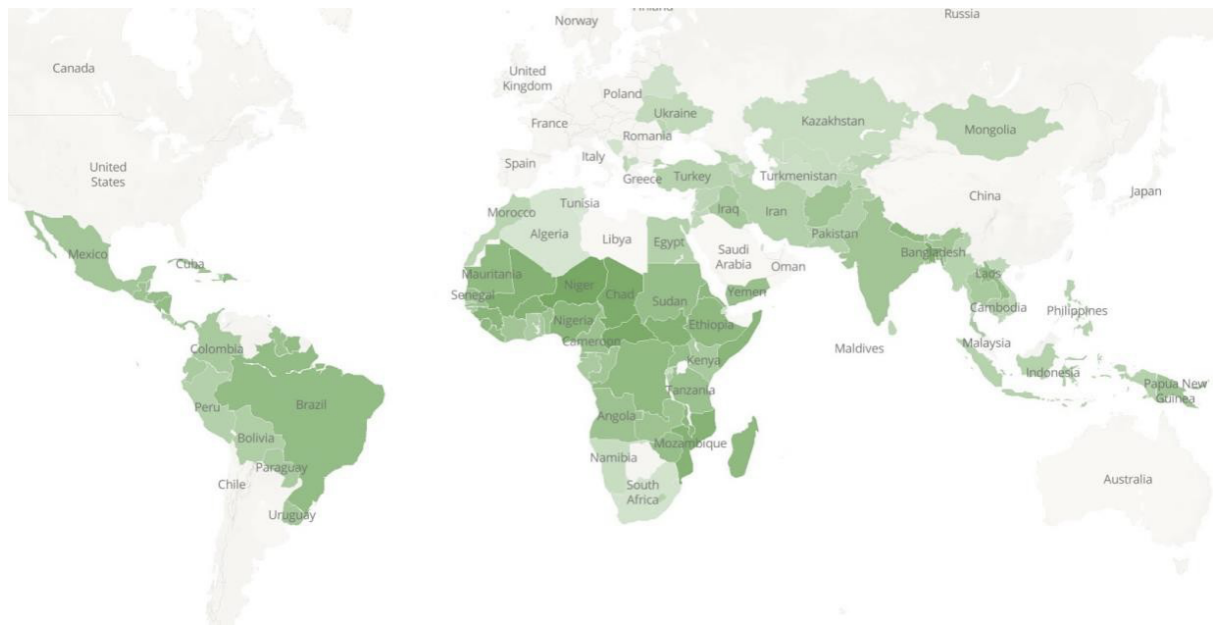 Norway
Russia
Canada
United
Kingdom
Poland
Ukraine
Kazakhstan
France
Mongolia
Romania
Italy
Spain
United
States
Greece
Turkey
Turkmenistan
China
Japan
Tunisia
Morocco
Iraq
Iran
Algeria
Libya
Egypt
Pakistan
Saudi
Arabia
Bangladesh
Mexico
Cuba
Oman
Mauritania
Laos
Niger
Chad
Yemen
Senegal
Sudan
Cambodia
Philippines
Nigeria
Ethiopia
Cameroon
Malaysia
Colombia
Maldives
Kenya
Indonesia
Tanzania
Papua New
Guinea
Peru
Brazil
Angola
Bolivia
Mozambique
Namibia
Paraguay
Chile
South
Africa
Australia
Uruguay